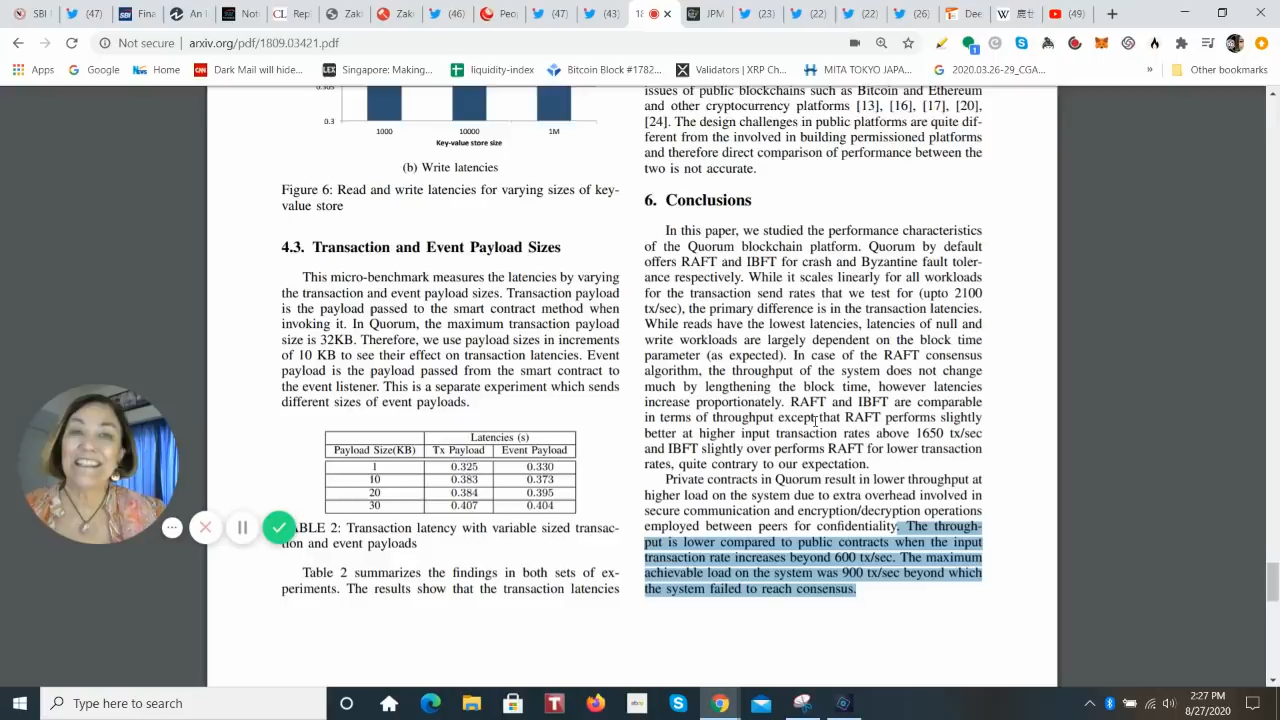 SBI
Sim
An i
Not
Crip
Zak
Zak
(47)
(43)
18
JPM
(23)
(22)
(22)
(26)
Dee
(49)
Not secure
arxiv.org/pdf/1809.03421.pdf
Apps
Google
Home
Dark Mail will hide...
Singapore: Making...
liquidity-index
Bitcoin Block #1782...
Validators | XRP Ch...
MITA TOKYO JAPA...
2020.03.26-29_CGA...
»
Other bookmarks
0.305
0.3
1000 10000 1M
Key-value store size
(b) Write latencies
Figure 6: Read and write latencies for varying sizes of key-
value store
4.3. Transaction and Event Payload Sizes
This micro-benchmark measures the latencies by varying
the transaction and event payload sizes. Transaction payload
is the payload passed to the smart contract method when
invoking it. In Quorum, the maximum transaction payload
size is 32KB. Therefore, we use payload sizes in increments
of 10 KB to see their effect on transaction latencies. Event
payload is the payload passed from the smart contract to
the event listener. This is a separate experiment which sends
different sizes of event payloads.
Latencies (s)
Payload Size(KB) Tx Payload Event Payload
1 0.325 0.330
10 0.383 0.373
20 0.384 0.395
30 0.407 0.404
ABLE 2: Transaction latency with variable sized transac-
tion and event payloads
Table 2 summarizes the findings in both sets of ex-
periments. The results show that the transaction latencies
issues of public blockchains such as Bitcoin and Ethereum
and other cryptocurrency platforms [13], [16], [17], [20],
[24]. The design challenges in public platforms are quite dif-
ferent from the involved in building permissioned platforms
and therefore direct comparison of performance between the
two is not accurate.
6. Conclusions
In this paper, we studied the performance characteristics
of the Quorum blockchain platform. Quorum by default
offers RAFT and IBFT for crash and Byzantine fault toler-
ance respectively. While it scales linearly for all workloads
for the transaction send rates that we test for (upto 2100
tx/sec), the primary difference is in the transaction latencies.
While reads have the lowest latencies, latencies of null and
write workloads are largely dependent on the block time
parameter (as expected). In case of the RAFT consensus
algorithm, the throughput of the system does not change
much by lengthening the block time, however latencies
increase proportionally. RAFT and IBFT are comparable
in terms of throughput except that RAFT performs slightly
better at higher input transaction rates above 1650 tx/sec
and IBFT slightly over performs RAFT for lower transaction
rates, quite contrary to our expectation.
Private contracts in Quorum result in lower throughput at
higher load on the system due to extra overhead involved in
secure communication and encryption/decryption operations
employed between peers for confidentiality. The through-
put is lower compared to public contracts when the input
transaction rate increases beyond 600 tx/sec. The maximum
achievable load on the system was 900 tx/sec beyond which
the system failed to reach consensus.
Type here to search
2:27 PM
8/27/2020